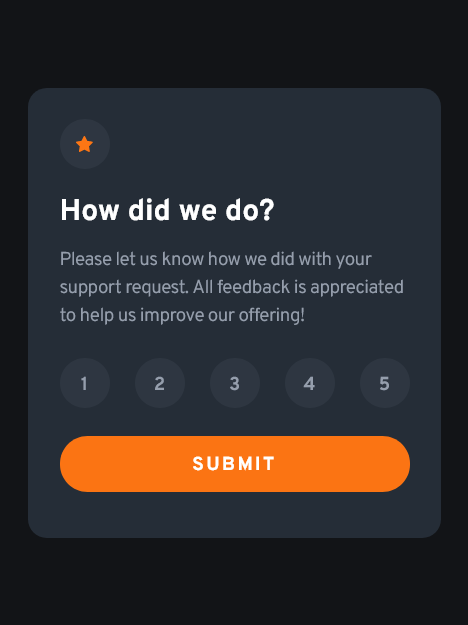 How did we do?
Please let us know how we did with your
support request. All feedback is appreciated
to help us improve our offering!
1 2 3 4 5
SUBMIT